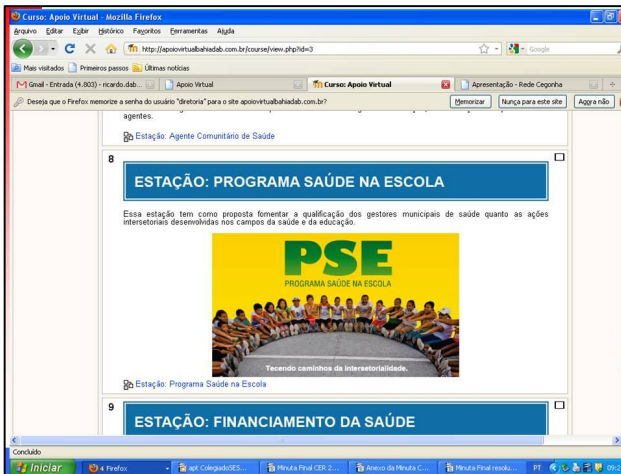 Curso: Apoio Virtual - Mozilla Firefox
Arquivo Editar Exibir Histórico Favoritos Ferramentas Ajuda
http://apoiovirtualbahiadab.com.br/course/view.php?id=3
Google
Mais visitados Primeiros passos Últimas notícias
Gmail - Entrada (4.803) - ricardo.dab... Apoio Virtual Curso: Apoio Virtual Apresentação - Rede Cegonha
Deseja que o Firefox memorize a senha do usuário "diretoria" para o site apoiovirtualbahiadab.com.br? Memorizar Nunca para este site Agora não
agentes.
Estação: Agente Comunitário de Saúde
8
ESTAÇÃO: PROGRAMA SAÚDE NA ESCOLA
Essa estação tem como proposta fomentar a qualificação dos gestores municipais de saúde quanto as ações
intersetoriais desenvolvidas nos campos da saúde e da educação.
PSE
PROGRAMA SAÚDE NA ESCOLA
Tecendo caminhos da intersetorialidade.
Estação: Programa Saúde na Escola
9
ESTAÇÃO: FINANCIAMENTO DA SAÚDE
Concluído
Iniciar 4 Firefox apt ColegiadoSES... Minuta Final CER 2... Anexo da Minuta C... Minuta Final resolu... PT